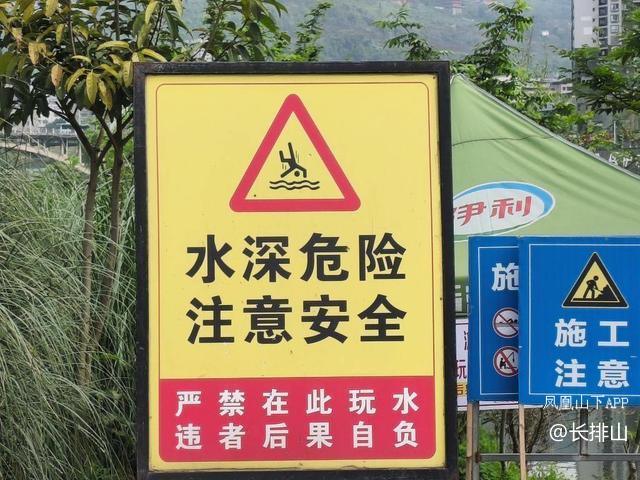 水深危险
注意安全
严禁在此玩水
违者后果自负
伊利
施
施工
注意
凤凰山下APP
@长排山